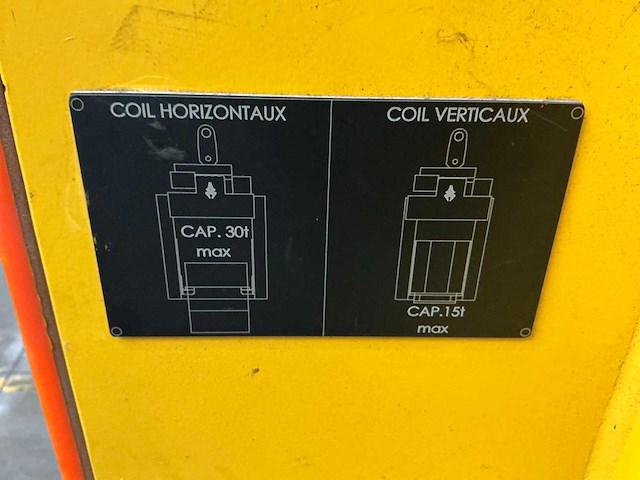 COIL HORIZONTAUX
CAP. 30t
max
COIL VERTICAUX
CAP.15t
max